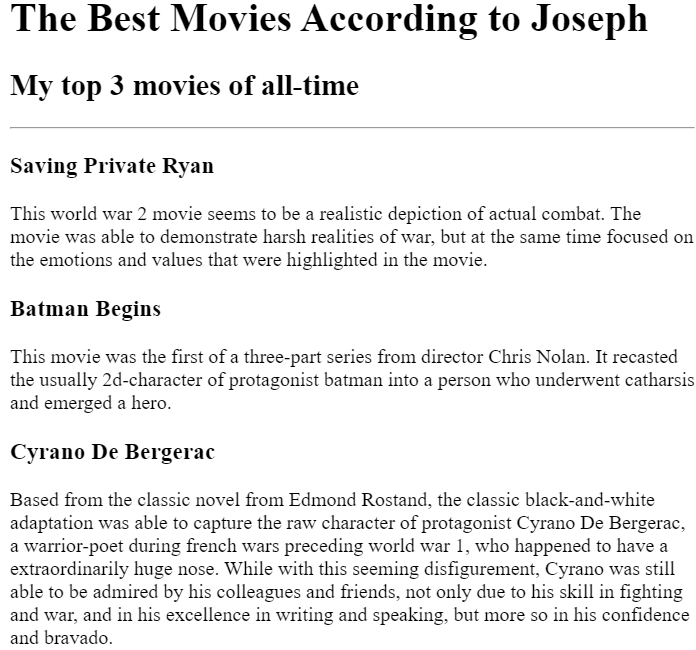 The Best Movies According to Joseph
My top 3 movies of all-time
Saving Private Ryan
This world war 2 movie seems to be a realistic depiction of actual combat. The
movie was able to demonstrate harsh realities of war, but at the same time focused on
the emotions and values that were highlighted in the movie.
Batman Begins
This movie was the first of a three-part series from director Chris Nolan. It recasted
the usually 2d-character of protagonist batman into a person who underwent catharsis
and emerged a hero.
Cyrano De Bergerac
Based from the classic novel from Edmond Rostand, the classic black-and-white
adaptation was able to capture the raw character of protagonist Cyrano De Bergerac,
a warrior-poet during french wars preceding world war 1, who happened to have a
extraordinarily huge nose. While with this seeming disfigurement, Cyrano was still
able to be admired by his colleagues and friends, not only due to his skill in fighting
and war, and in his excellence in writing and speaking, but more so in his confidence
and bravado.